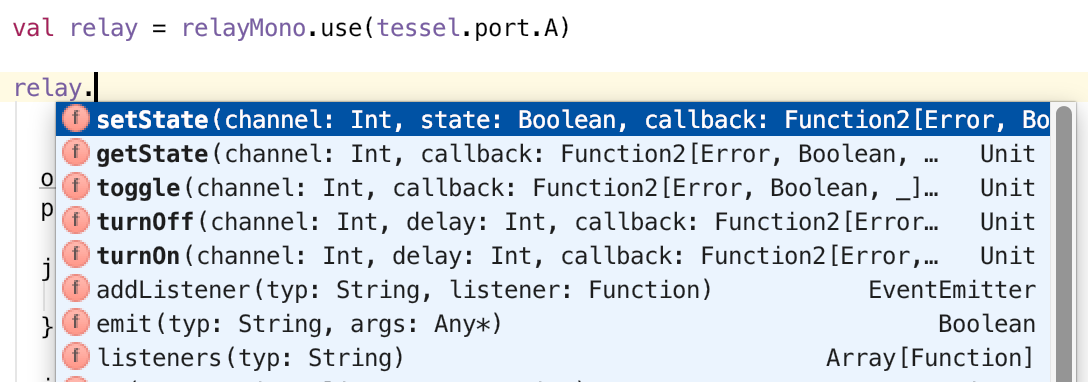 val relay = relayMono.use(tessel.port.A)
relay.
f setState(channel: Int, state: Boolean, callback: Function2[Error, Bo
f getState(channel: Int, callback: Function2[Error, Boolean, … Unit
o
f toggle(channel: Int, callback: Function2[Error, Boolean, _]… Unit
p
f turnOff(channel: Int, delay: Int, callback: Function2[Error… Unit
f turnOn(channel: Int, delay: Int, callback: Function2[Error,… Unit
j
f addListener(typ: String, listener: Function) EventEmitter
} f emit(typ: String, args: Any*) Boolean
f listeners(typ: String) Array[Function]